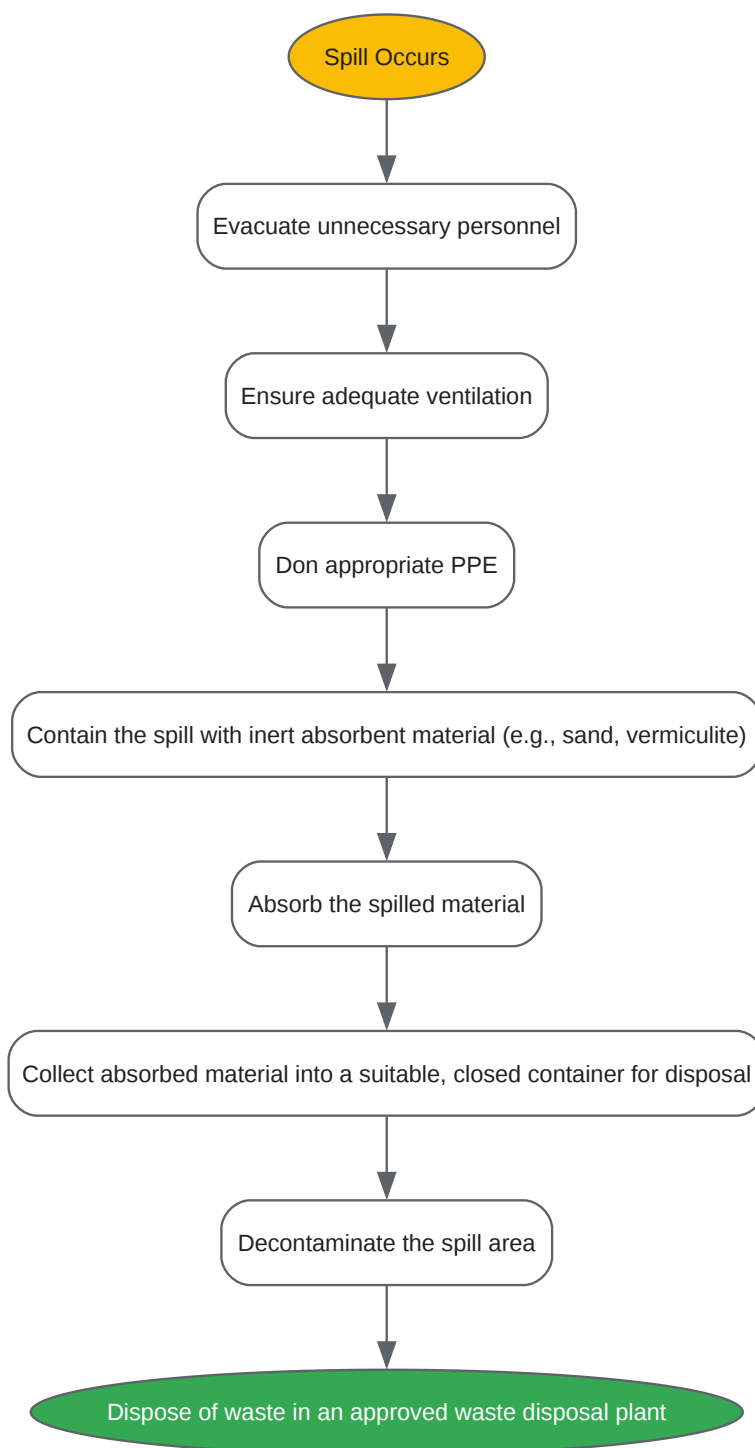 Spill Occurs
Evacuate unnecessary personnel
Ensure adequate ventilation
Don appropriate PPE
Contain the spill with inert absorbent material (e.g., sand, vermiculite)
Absorb the spilled material
Collect absorbed material into a suitable, closed container for disposal
Decontaminate the spill area
Dispose of waste in an approved waste disposal plant